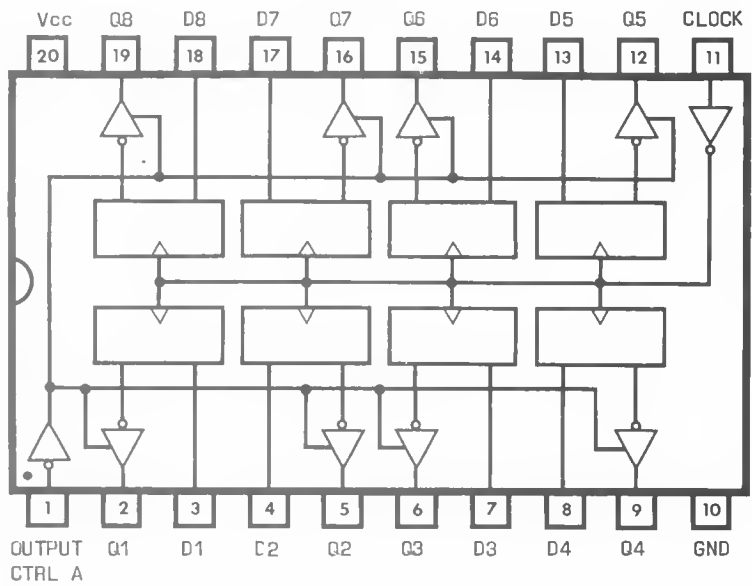 Vcc Q8 D8 D7 Q7 Q6 D6 D5 Q5 CLOCK
20 19 18 17 16 15 14 13 12 11
1 2 3 4 5 6 7 8 9 10
OUTPUT Q1 D1 D2 Q2 Q3 D3 D4 Q4 GND
CTRL A